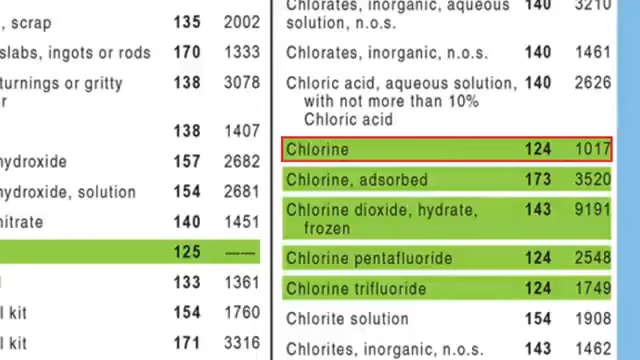 , scrap 135 2002
slabs, ingots or rods 170 1333
turnings or gritty 138 3078
r
138 1407
hydroxide 157 2682
hydroxide, solution 154 2681
nitrate 140 1451
125 ——
133 1361
l kit 154 1760
l kit 171 3316
Chlorates, inorganic, aqueous 140 3210
solution, n.o.s.
Chlorates, inorganic, n.o.s. 140 1461
Chloric acid, aqueous solution, 140 2626
with not more than 10%
Chloric acid
Chlorine 124 1017
Chlorine, adsorbed 173 3520
Chlorine dioxide, hydrate, 143 9191
frozen
Chlorine pentafluoride 124 2548
Chlorine trifluoride 124 1749
Chlorite solution 154 1908
Chlorites, inorganic, n.o.s. 143 1462